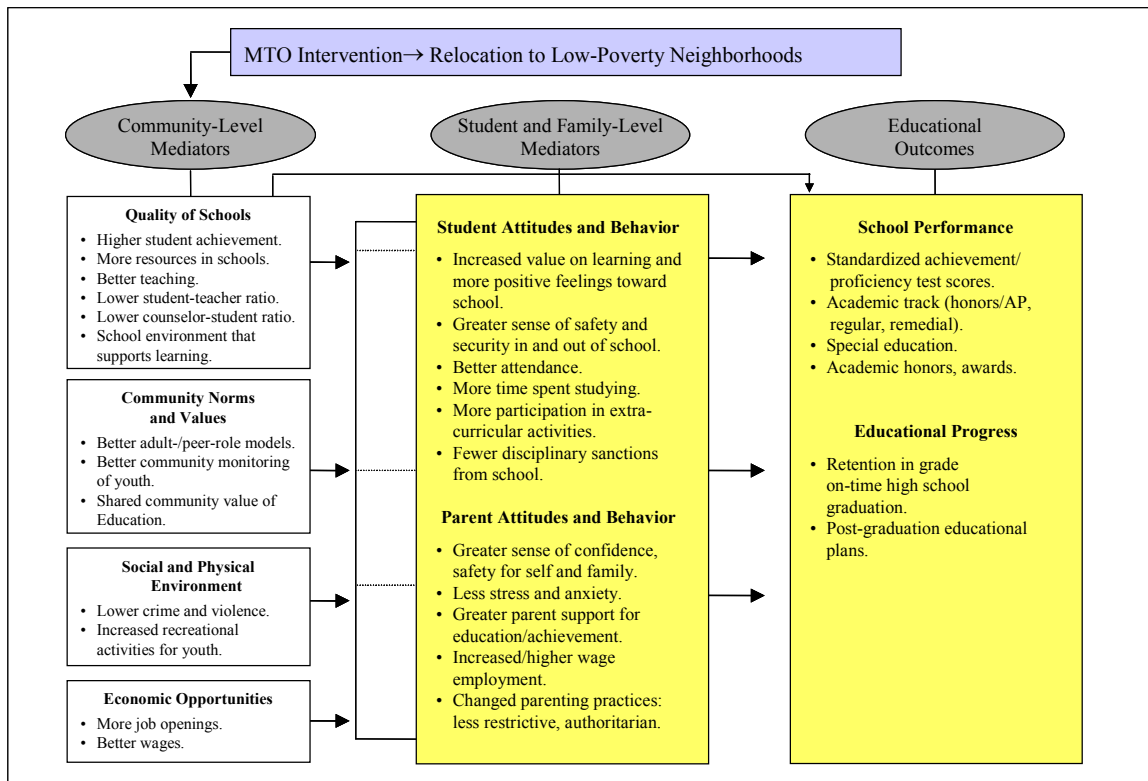 MTO Intervention→ Relocation to Low-Poverty Neighborhoods
Community-Level
Mediators
Student and Family-Level
Mediators
Educational
Outcomes
Quality of Schools
• Higher student achievement.
• More resources in schools.
• Better teaching.
• Lower student-teacher ratio.
• Lower counselor-student ratio.
• School environment that
supports learning.
Community Norms
and Values
• Better adult-/peer-role models.
• Better community monitoring
of youth.
• Shared community value of
Education.
Social and Physical
Environment
• Lower crime and violence.
• Increased recreational
activities for youth.
Economic Opportunities
• More job openings.
• Better wages.
Student Attitudes and Behavior
• Increased value on learning and
more positive feelings toward
school.
• Greater sense of safety and
security in and out of school.
• Better attendance.
• More time spent studying.
• More participation in extra-
curricular activities.
• Fewer disciplinary sanctions
from school.
Parent Attitudes and Behavior
• Greater sense of confidence,
safety for self and family.
• Less stress and anxiety.
• Greater parent support for
education/achievement.
• Increased/higher wage
employment.
• Changed parenting practices:
less restrictive, authoritarian.
School Performance
• Standardized achievement/
proficiency test scores.
• Academic track (honors/AP,
regular, remedial).
• Special education.
• Academic honors, awards.
Educational Progress
• Retention in grade
on-time high school
graduation.
• Post-graduation educational
plans.